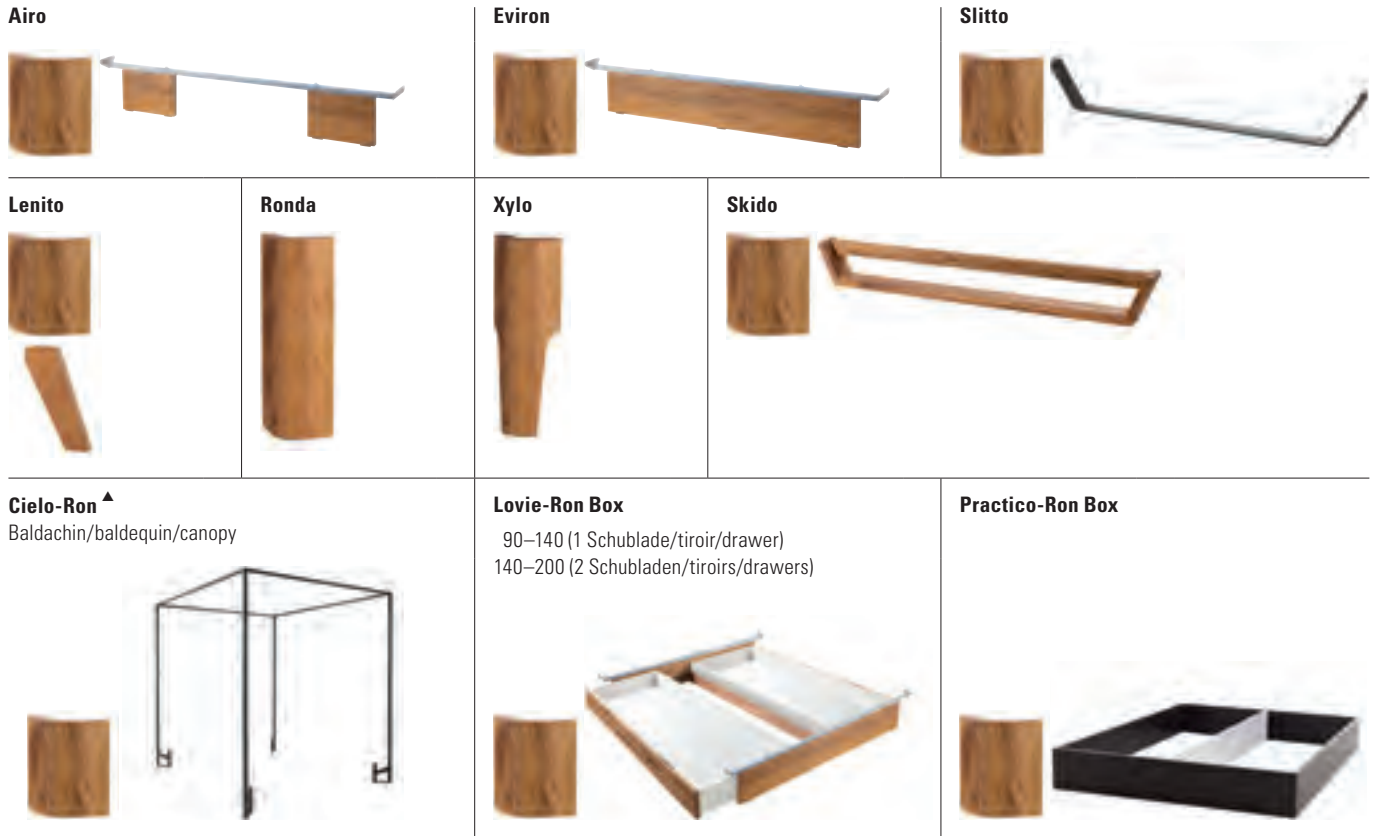 Airo
Eviron
Slitto
Lenito
Ronda
Xylo
Skido
Cielo-Ron ▲
Baldachin/baldequin/canopy
Lovie-Ron Box
90–140 (1 Schublade/tiroir/drawer)
140–200 (2 Schubladen/tiroirs/drawers)
Practico-Ron Box